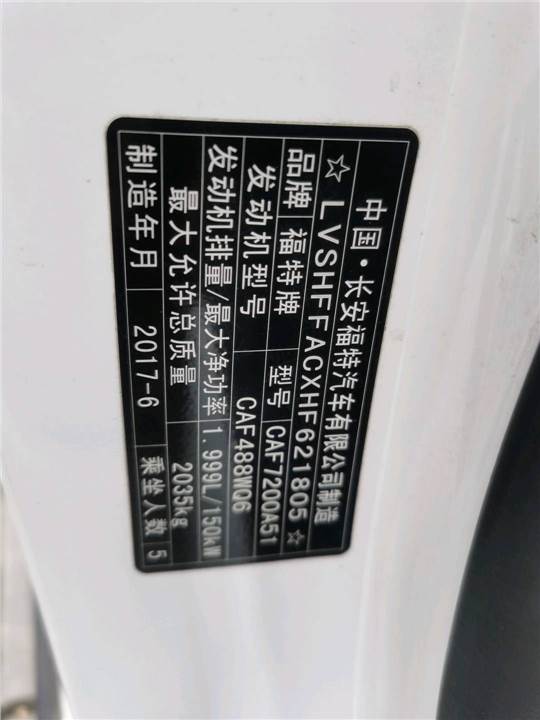 中国·长安福特汽车有限公司制造
☆LVSHFFACXHF621805☆
品牌 福特牌 型号 CAF7200A51
发动机型号 CAF488WQ6
发动机排量/最大净功率 1.999L/150kW
最大允许总质量 2035kg
制造年月 2017-6 乘坐人数 5